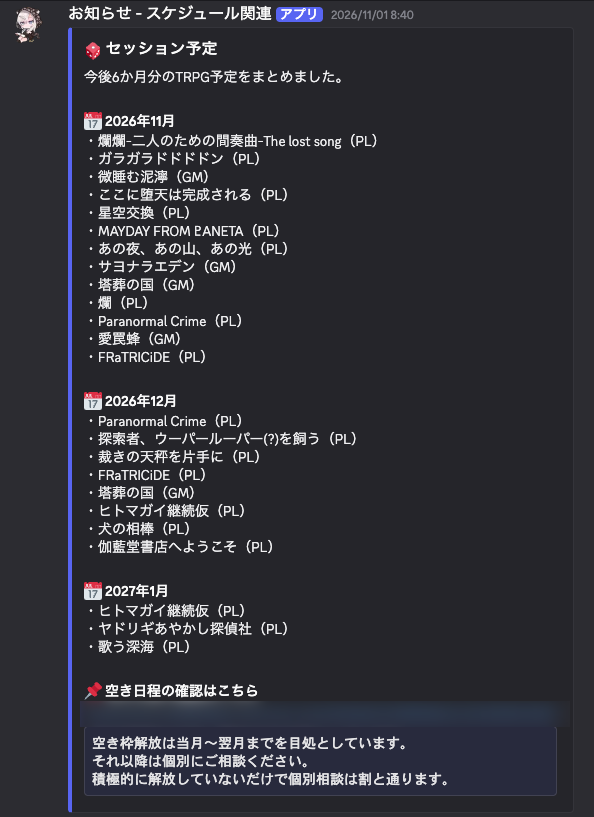 お知らせ - スケジュール関連 アプリ 2026/11/01 8:40
セッション予定
今後6か月分のTRPG予定をまとめました。
2026年11月
・爛爛-二人のための間奏曲-The lost song（PL）
・ガラガラドドドドン（PL）
・微睡む泥濘（GM）
・ここに堕天は完成される（PL）
・星空交換（PL）
・MAYDAY FROM ⱣLANETA（PL）
・あの夜、あの山、あの光（PL）
・サヨナラエデン（GM）
・塔葬の国（GM）
・爛（PL）
・Paranormal Crime（PL）
・愛罠蜂（GM）
・FRaTRICiDE（PL）
2026年12月
・Paranormal Crime（PL）
・探索者、ウーパールーパー(?)を飼う（PL）
・裁きの天秤を片手に（PL）
・FRaTRICiDE（PL）
・塔葬の国（GM）
・ヒトマガイ継続仮（PL）
・犬の相棒（PL）
・伽藍堂書店へようこそ（PL）
2027年1月
・ヒトマガイ継続仮（PL）
・ヤドリギあやかし探偵社（PL）
・歌う深海（PL）
空き日程の確認はこちら
空き枠解放は当月～翌月までを目処としています。
それ以降は個別にご相談ください。
積極的に解放していないだけで個別相談は割と通ります。